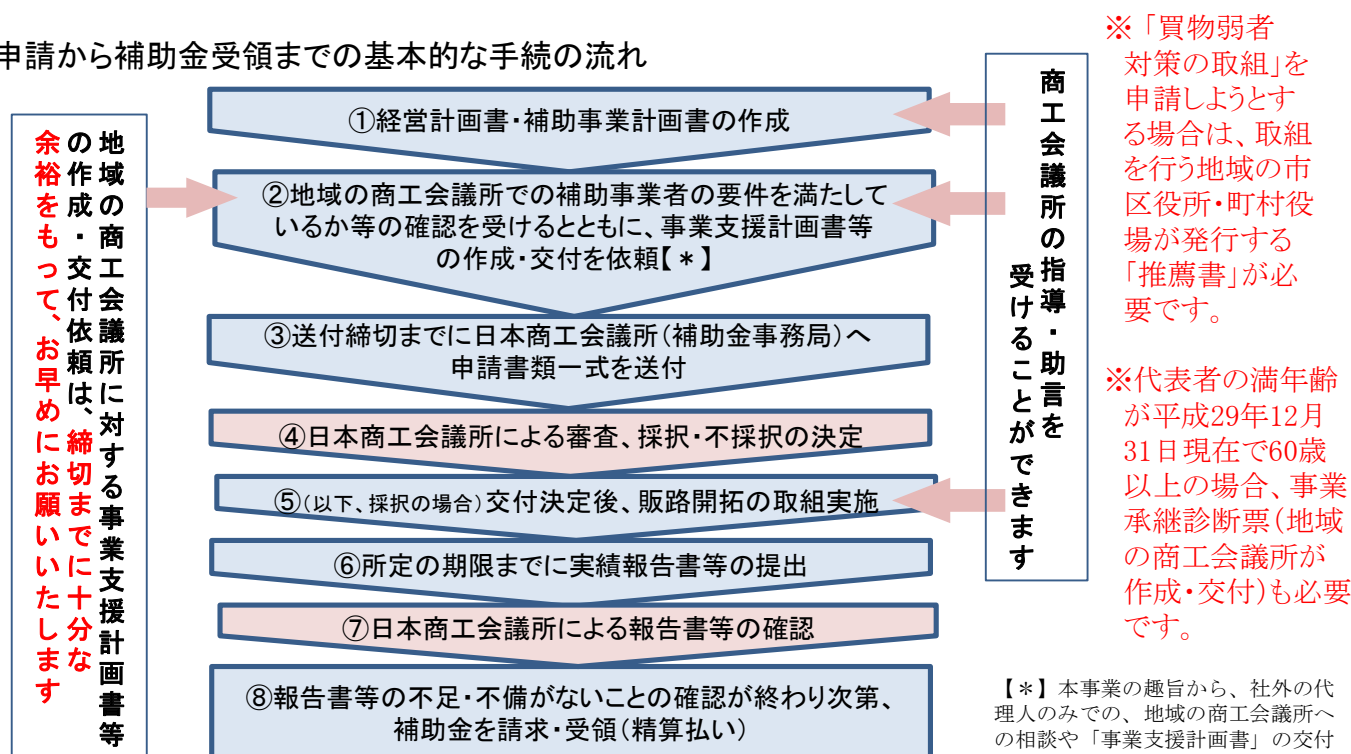 申請から補助金受領までの基本的な手続の流れ
地域の商工会議所に対する事業支援計画書等
の作成・交付依頼は、締切までに十分な
余裕をもって、お早めにお願いいたします
①経営計画書・補助事業計画書の作成
②地域の商工会議所での補助事業者の要件を満たして
いるか等の確認を受けるとともに、事業支援計画書等
の作成・交付を依頼【＊】
③送付締切までに日本商工会議所（補助金事務局）へ
申請書類一式を送付
④日本商工会議所による審査、採択・不採択の決定
⑤（以下、採択の場合）交付決定後、販路開拓の取組実施
⑥所定の期限までに実績報告書等の提出
⑦日本商工会議所による報告書等の確認
⑧報告書等の不足・不備がないことの確認が終わり次第、
補助金を請求・受領（精算払い）
商工会議所の指導・助言を
受けることができます
※「買物弱者
対策の取組」を
申請しようとす
る場合は、取組
を行う地域の市
区役所・町村役
場が発行する
「推薦書」が必
要です。
※代表者の満年齢
が平成29年12月
31日現在で60歳
以上の場合、事業
承継診断票（地域
の商工会議所が
作成・交付）も必要
です。
【＊】本事業の趣旨から、社外の代
理人のみでの、地域の商工会議所へ
の相談や「事業支援計画書」の交付